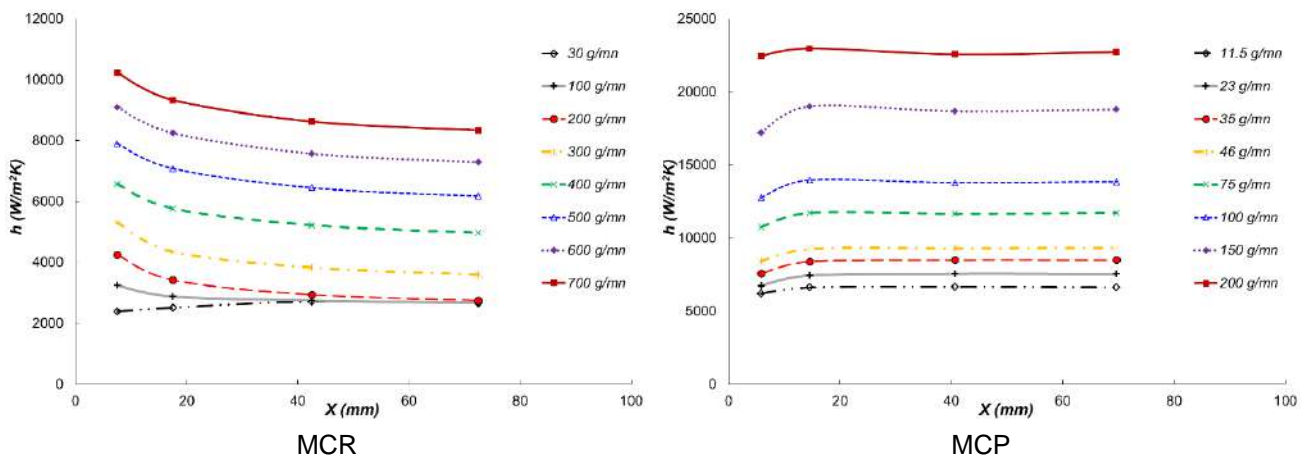 12000
10000
8000
6000
4000
2000
0
h (W/m²K)
0 20 40 60 80 100
X (mm)
30 g/mn
100 g/mn
200 g/mn
300 g/mn
400 g/mn
500 g/mn
600 g/mn
700 g/mn
MCR
25000
20000
15000
10000
5000
0
h (W/m²K)
0 20 40 60 80 100
X (mm)
11.5 g/mn
23 g/mn
35 g/mn
46 g/mn
75 g/mn
100 g/mn
150 g/mn
200 g/mn
MCP